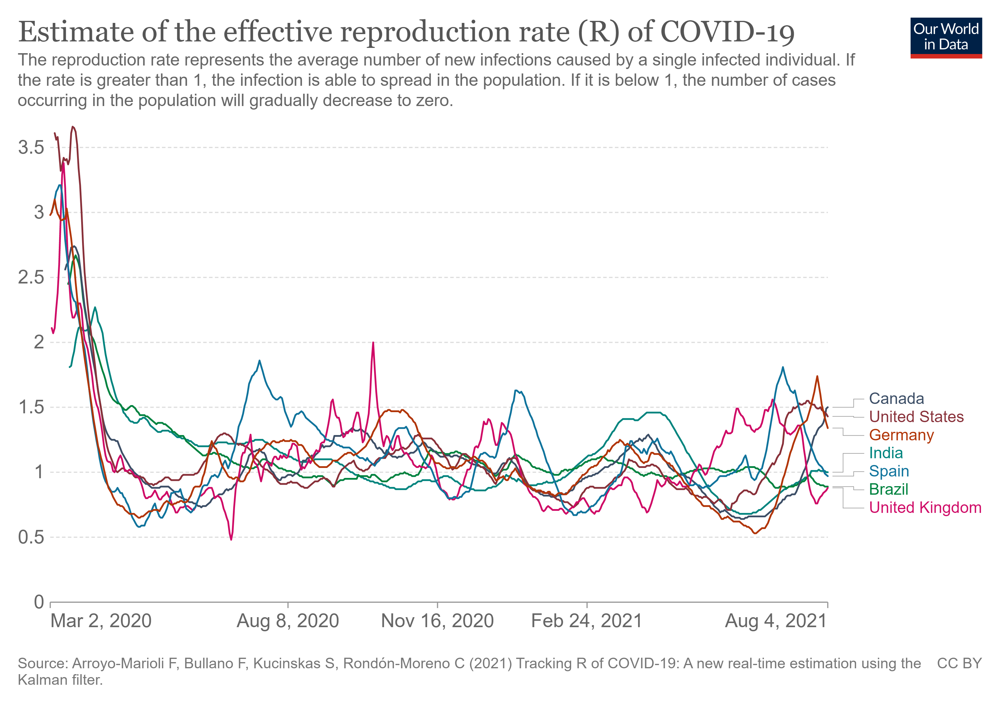 Estimate of the effective reproduction rate (R) of COVID-19
Our World
in Data
The reproduction rate represents the average number of new infections caused by a single infected individual. If
the rate is greater than 1, the infection is able to spread in the population. If it is below 1, the number of cases
occurring in the population will gradually decrease to zero.
3.5
3
2.5
2
1.5
1
0.5
0
Canada
United States
Germany
India
Spain
Brazil
United Kingdom
Mar 2, 2020
Aug 8, 2020
Nov 16, 2020
Feb 24, 2021
Aug 4, 2021
Source: Arroyo-Marioli F, Bullano F, Kucinskas S, Rondón-Moreno C (2021) Tracking R of COVID-19: A new real-time estimation using the
Kalman filter.
CC BY